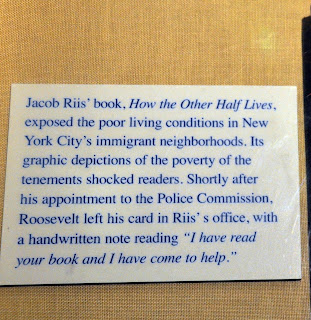 Jacob Riis' book, How the Other Half Lives,
exposed the poor living conditions in New
York City's immigrant neighborhoods. Its
graphic depictions of the poverty of the
tenements shocked readers. Shortly after
his appointment to the Police Commission,
Roosevelt left his card in Riis's office, with
a handwritten note reading "I have read
your book and I have come to help."